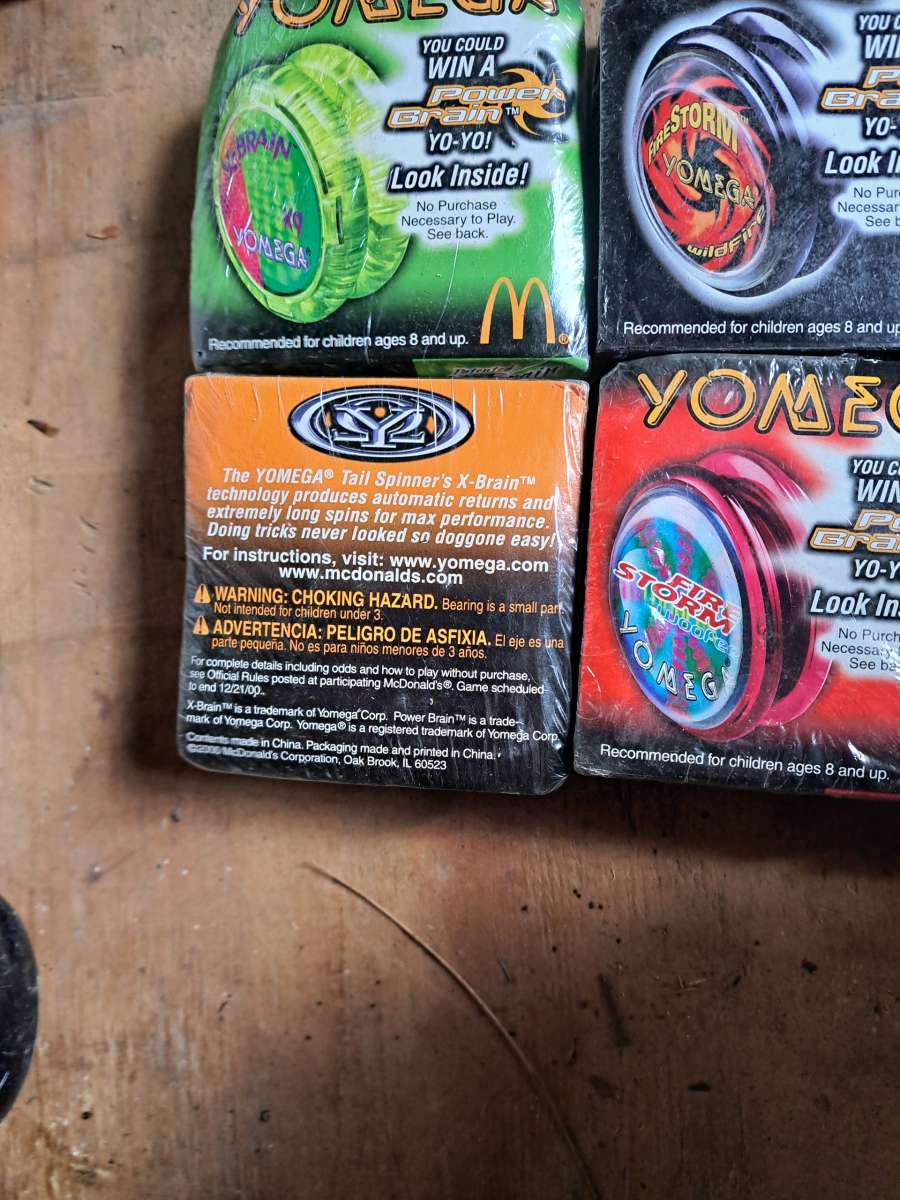 YOMEGA
YOU COULD
WIN A
Power
Brain™
YO-YO!
Look Inside!
No Purchase
Necessary to Play.
See back.
BRAIN
YOMEGA
M
Recommended for children ages 8 and up.
YOU
WI
YO-
Look I
No Pur
Necessar
See b
FIRESTORM
YOMEGA
wildfire
Recommended for children ages 8 and up
The YOMEGA® Tail Spinner's X-Brain™
technology produces automatic returns and
extremely long spins for max performance.
Doing tricks never looked so doggone easy!
For instructions, visit: www.yomega.com
www.mcdonalds.com
WARNING: CHOKING HAZARD. Bearing is a small part.
Not intended for children under 3.
ADVERTENCIA: PELIGRO DE ASFIXIA. El eje es una
parte pequeña. No es para niños menores de 3 años.
For complete details including odds and how to play without purchase,
see Official Rules posted at participating McDonald's®. Game scheduled
to end 12/21/00.
X-Brain™ is a trademark of Yomega Corp. Power Brain™ is a trade-
mark of Yomega Corp. Yomega® is a registered trademark of Yomega Corp.
Contents made in China. Packaging made and printed in China.
©2000 McDonald's Corporation, Oak Brook, IL 60523
YOMEG
YOU C
WIN
Po
Bra
YO-Y
Look In
No Purch
Necessary
See ba
FIRE
STORM
YOMEGA
Recommended for children ages 8 and up.